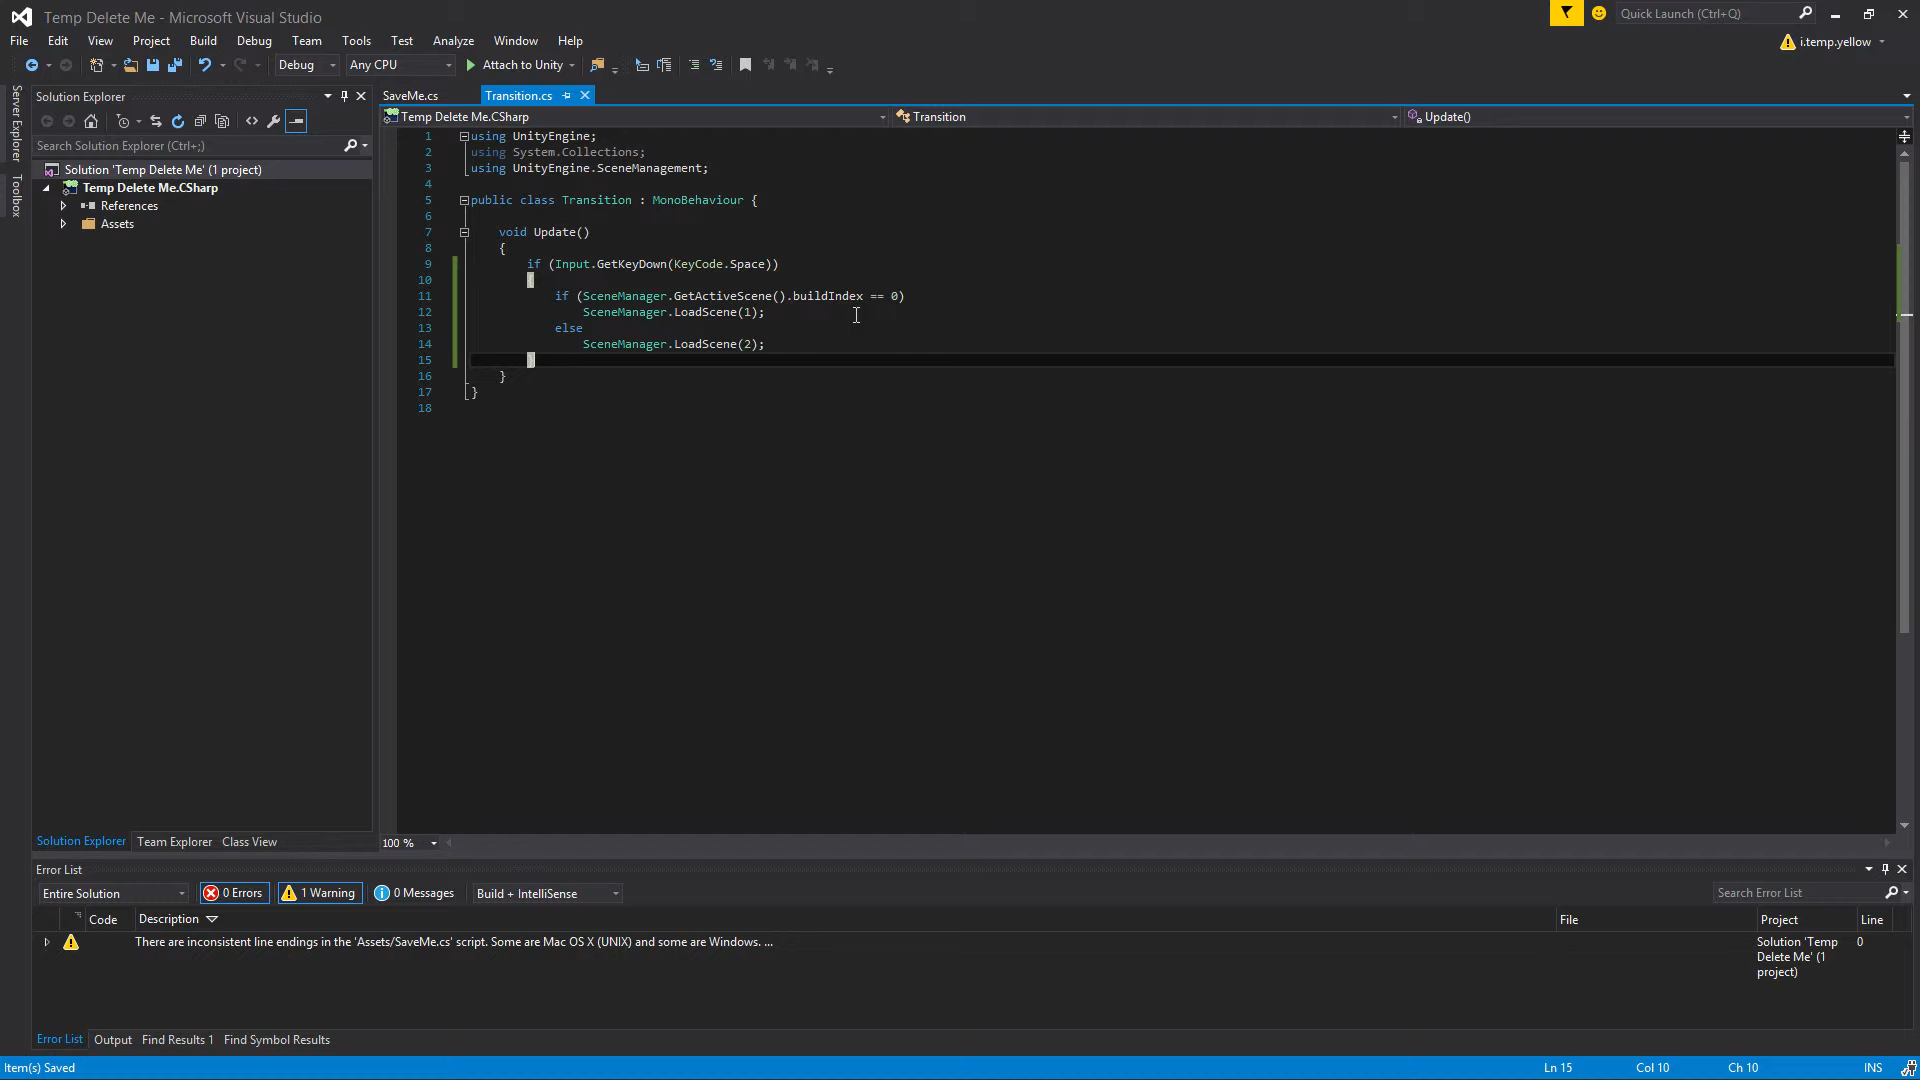 Temp Delete Me - Microsoft Visual Studio
Quick Launch (Ctrl+Q)
File Edit View Project Build Debug Team Tools Test Analyze Window Help
i.temp.yellow
Debug Any CPU Attach to Unity
Server Explorer
Toolbox
Solution Explorer
Search Solution Explorer (Ctrl+;)
Solution 'Temp Delete Me' (1 project)
Temp Delete Me.CSharp
References
Assets
Solution Explorer Team Explorer Class View
SaveMe.cs Transition.cs
Temp Delete Me.CSharp Transition Update()
1 using UnityEngine;
2 using System.Collections;
3 using UnityEngine.SceneManagement;
4
5 public class Transition : MonoBehaviour {
6
7 void Update()
8 {
9 if (Input.GetKeyDown(KeyCode.Space))
10 {
11 if (SceneManager.GetActiveScene().buildIndex == 0)
12 SceneManager.LoadScene(1);
13 else
14 SceneManager.LoadScene(2);
15 }
16 }
17 }
18
100 %
Error List
Entire Solution 0 Errors 1 Warning 0 Messages Build + IntelliSense Search Error List
Code Description File Project Line
There are inconsistent line endings in the 'Assets/SaveMe.cs' script. Some are Mac OS X (UNIX) and some are Windows. ... Solution 'Temp 0
Delete Me' (1
project)
Error List Output Find Results 1 Find Symbol Results
Item(s) Saved Ln 15 Col 10 Ch 10 INS